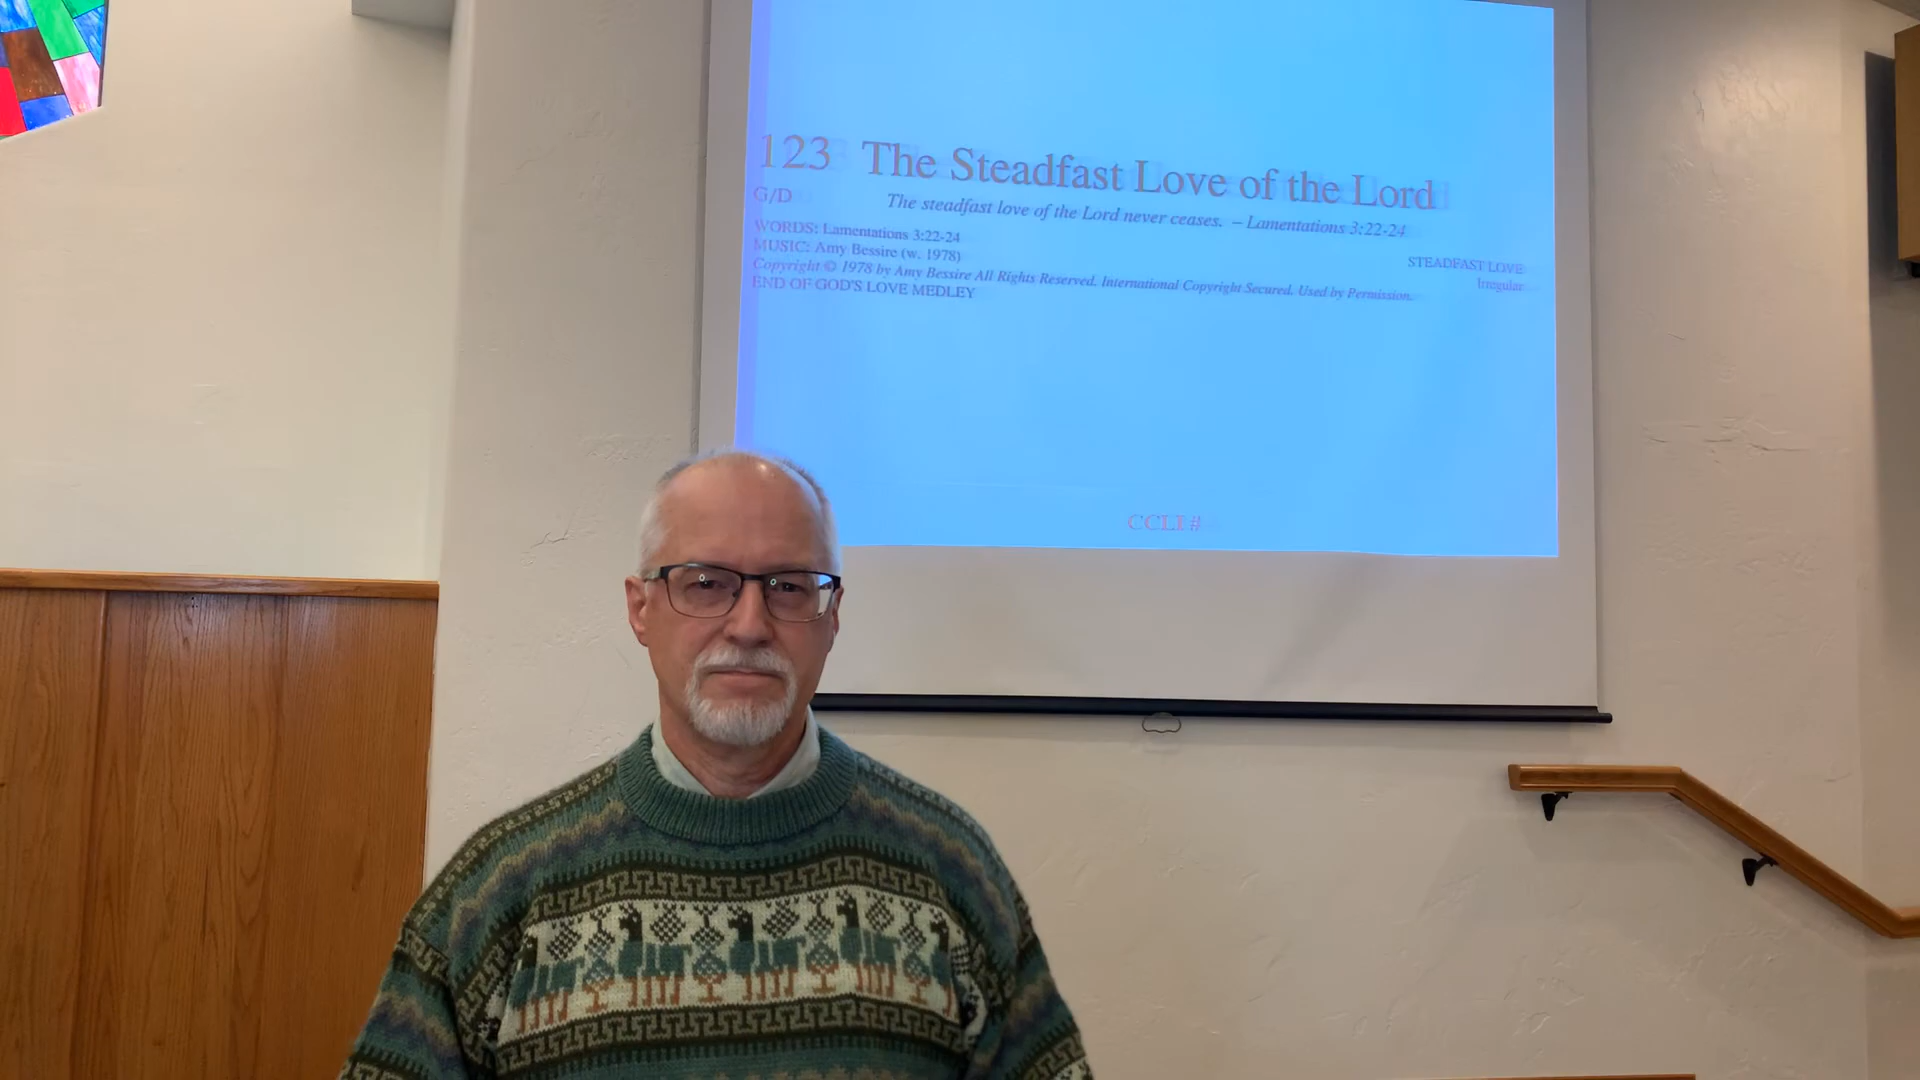 123 The Steadfast Love of the Lord
G/D
The steadfast love of the Lord never ceases. – Lamentations 3:22-24
WORDS: Lamentations 3:22-24
MUSIC: Amy Bessire (w. 1978)
STEADFAST LOVE
Copyright © 1978 by Amy Bessire All Rights Reserved. International Copyright Secured. Used by Permission.
Irregular
END OF GOD'S LOVE MEDLEY
CCLI #